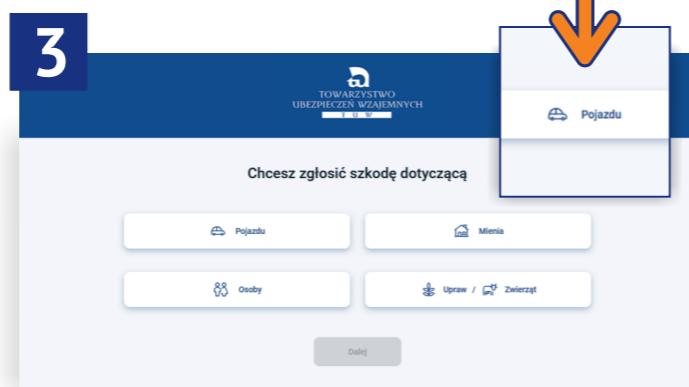 3
TOWARZYSTWO
UBEZPIECZEŃ WZAJEMNYCH
T U W
Pojazdu
Chcesz zgłosić szkodę dotyczącą
Pojazdu
Mienia
Osoby
Upraw / Zwierząt
Dalej